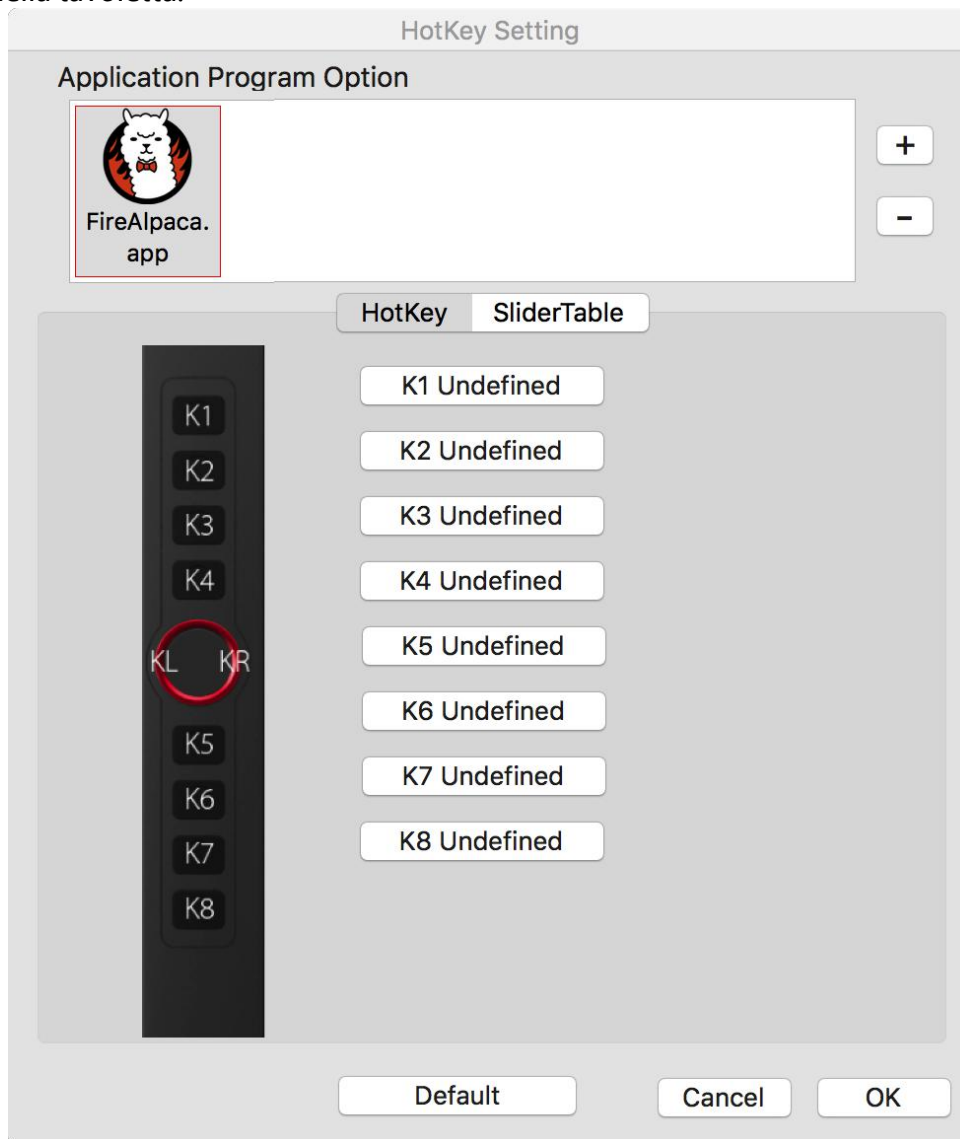 HotKey Setting
Application Program Option
FireAlpaca.
app
+
-
HotKey SliderTable
K1
K2
K3
K4
KL KR
K5
K6
K7
K8
K1 Undefined
K2 Undefined
K3 Undefined
K4 Undefined
K5 Undefined
K6 Undefined
K7 Undefined
K8 Undefined
Default Cancel OK